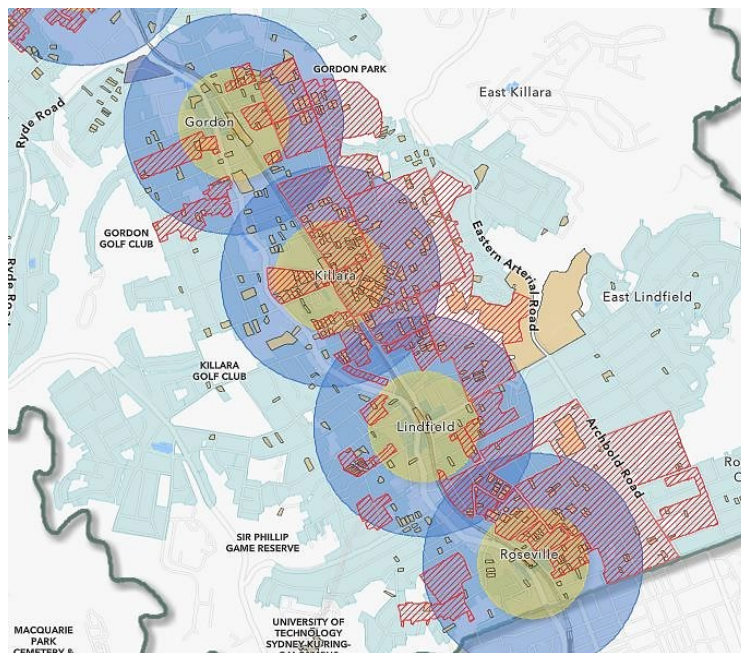 GORDON PARK
East Killara
Ryde Road
Gordon
GORDON
GOLF CLUB
Eastern Arterial Road
Killara
East Lindfield
KILLARA
GOLF CLUB
Lindfield
Archbold Road
Ro
SIR PHILLIP
GAME RESERVE
Roseville
UNIVERSITY OF
TECHNOLOGY
SYDNEY KU-RING-
MACQUARIE
PARK
CEMETERY &